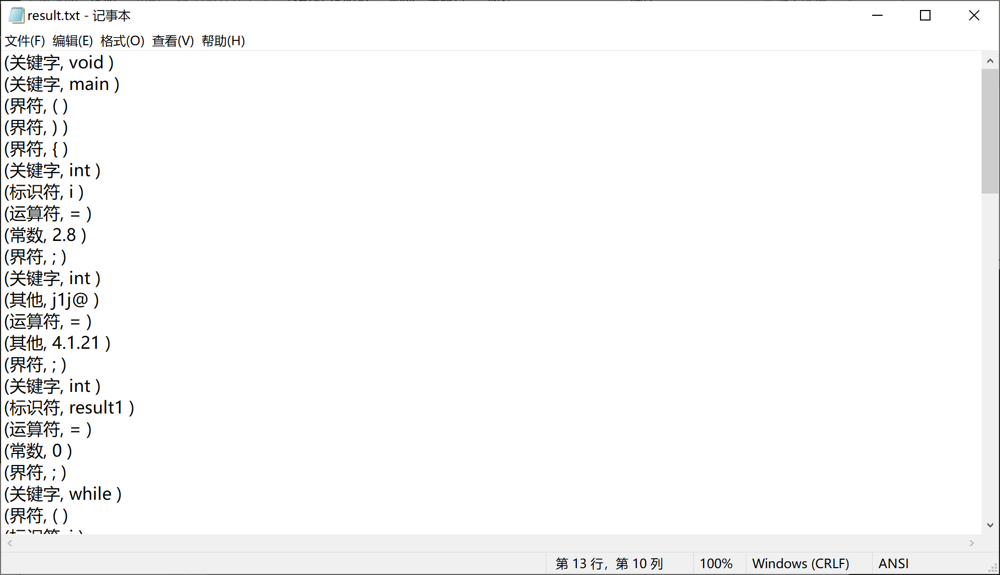 result.txt - 记事本
文件(F) 编辑(E) 格式(O) 查看(V) 帮助(H)
(关键字, void )
(关键字, main )
(界符, ( )
(界符, ) )
(界符, { )
(关键字, int )
(标识符, i )
(运算符, = )
(常数, 2.8 )
(界符, ; )
(关键字, int )
(其他, j1j@ )
(运算符, = )
(其他, 4.1.21 )
(界符, ; )
(关键字, int )
(标识符, result1 )
(运算符, = )
(常数, 0 )
(界符, ; )
(关键字, while )
(界符, ( )
(标识符, i )
第 13 行，第 10 列 100% Windows (CRLF) ANSI